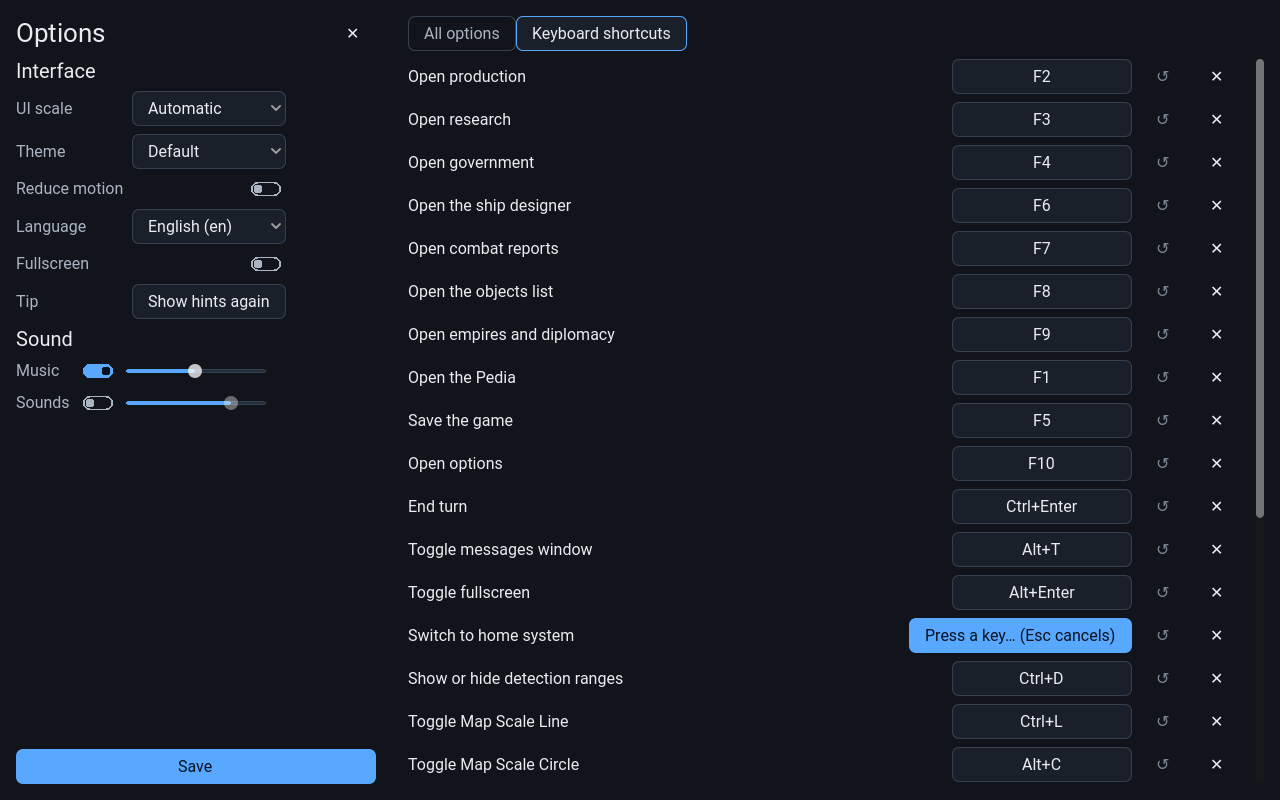 Options
Interface
UI scale Automatic
Theme Default
Reduce motion
Language English (en)
Fullscreen
Tip Show hints again
Sound
Music
Sounds
Save
All options Keyboard shortcuts
Open production F2
Open research F3
Open government F4
Open the ship designer F6
Open combat reports F7
Open the objects list F8
Open empires and diplomacy F9
Open the Pedia F1
Save the game F5
Open options F10
End turn Ctrl+Enter
Toggle messages window Alt+T
Toggle fullscreen Alt+Enter
Switch to home system Press a key… (Esc cancels)
Show or hide detection ranges Ctrl+D
Toggle Map Scale Line Ctrl+L
Toggle Map Scale Circle Alt+C